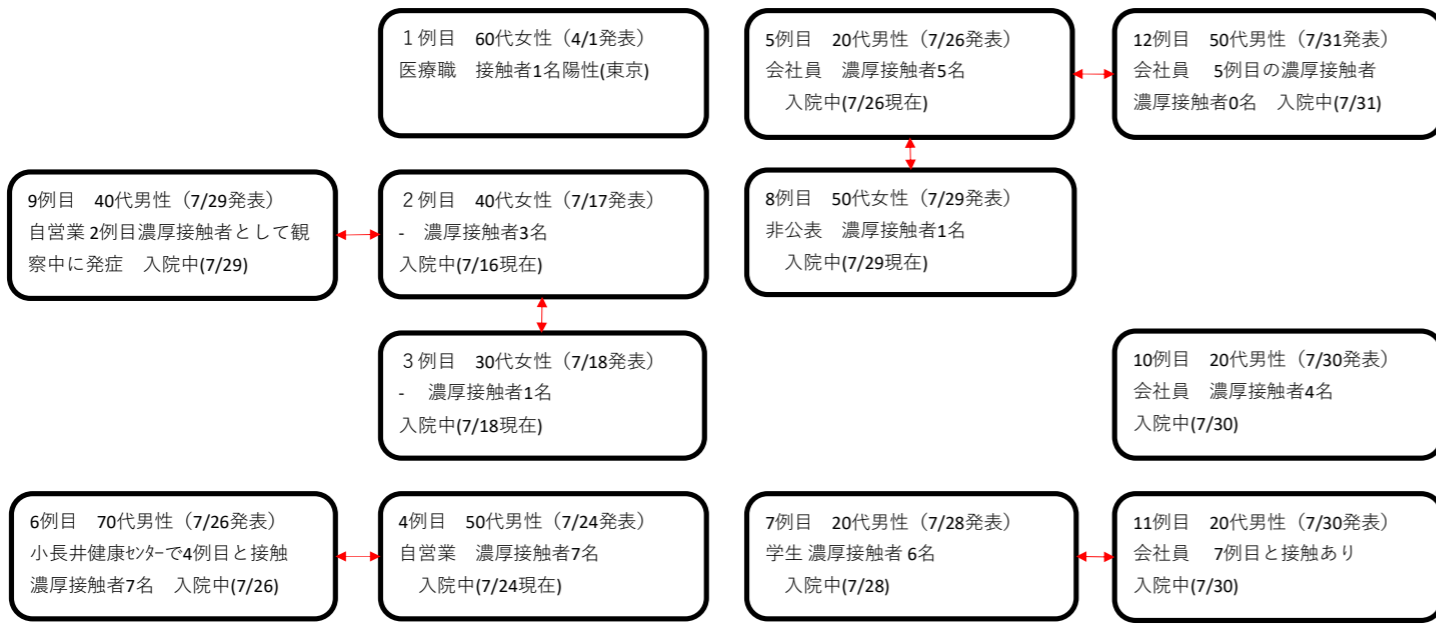 １例目　60代女性（4/1発表）
医療職　接触者1名陽性(東京)
5例目　20代男性（7/26発表）
会社員　濃厚接触者5名
入院中(7/26現在)
12例目　50代男性（7/31発表）
会社員　5例目の濃厚接触者
濃厚接触者0名　入院中(7/31)
9例目　40代男性（7/29発表）
自営業 2例目濃厚接触者として観
察中に発症　入院中(7/29)
２例目　40代女性（7/17発表）
-　濃厚接触者3名
入院中(7/16現在)
8例目　50代女性（7/29発表）
非公表　濃厚接触者1名
入院中(7/29現在)
３例目　30代女性（7/18発表）
-　濃厚接触者1名
入院中(7/18現在)
10例目　20代男性（7/30発表）
会社員　濃厚接触者4名
入院中(7/30)
6例目　70代男性（7/26発表）
小長井健康ｾﾝﾀｰで4例目と接触
濃厚接触者7名　入院中(7/26)
4例目　50代男性（7/24発表）
自営業　濃厚接触者7名
入院中(7/24現在)
7例目　20代男性（7/28発表）
学生 濃厚接触者 6名
入院中(7/28)
11例目　20代男性（7/30発表）
会社員　7例目と接触あり
入院中(7/30)